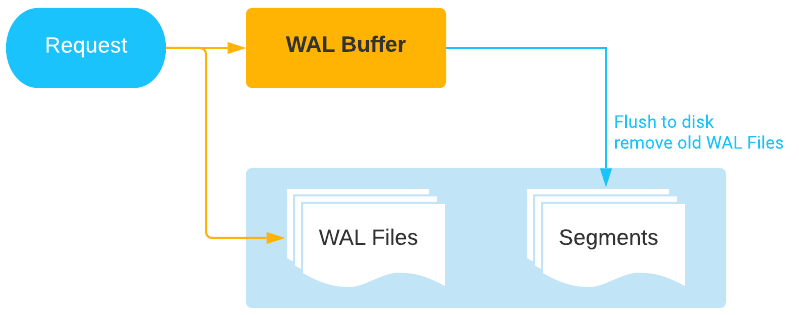 Request
WAL Buffer
Flush to disk
remove old WAL Files
WAL Files
Segments